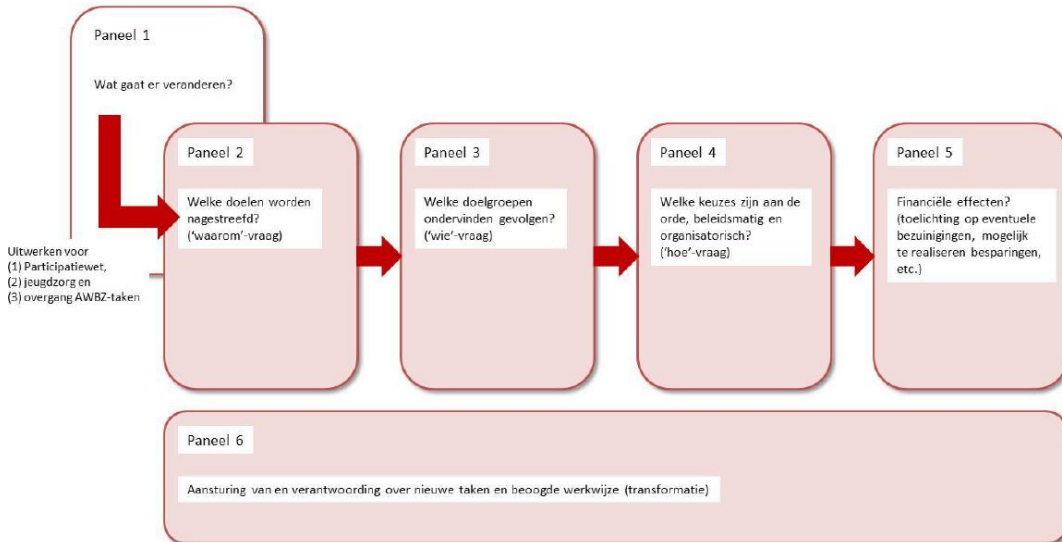 Paneel 1
Wat gaat er veranderen?
Uitwerken voor
(1) Participatiewet,
(2) jeugdzorg en
(3) overgang AWBZ-taken
Paneel 2
Welke doelen worden
nagestreefd?
('waarom'-vraag)
Paneel 3
Welke doelgroepen
ondervinden gevolgen?
('wie'-vraag)
Paneel 4
Welke keuzes zijn aan de
orde, beleidsmatig en
organisatorisch?
('hoe'-vraag)
Paneel 5
Financiële effecten?
(toelichting op eventuele
bezuinigingen, mogelijk
te realiseren besparingen,
etc.)
Paneel 6
Aansturing van en verantwoording over nieuwe taken en beoogde werkwijze (transformatie)